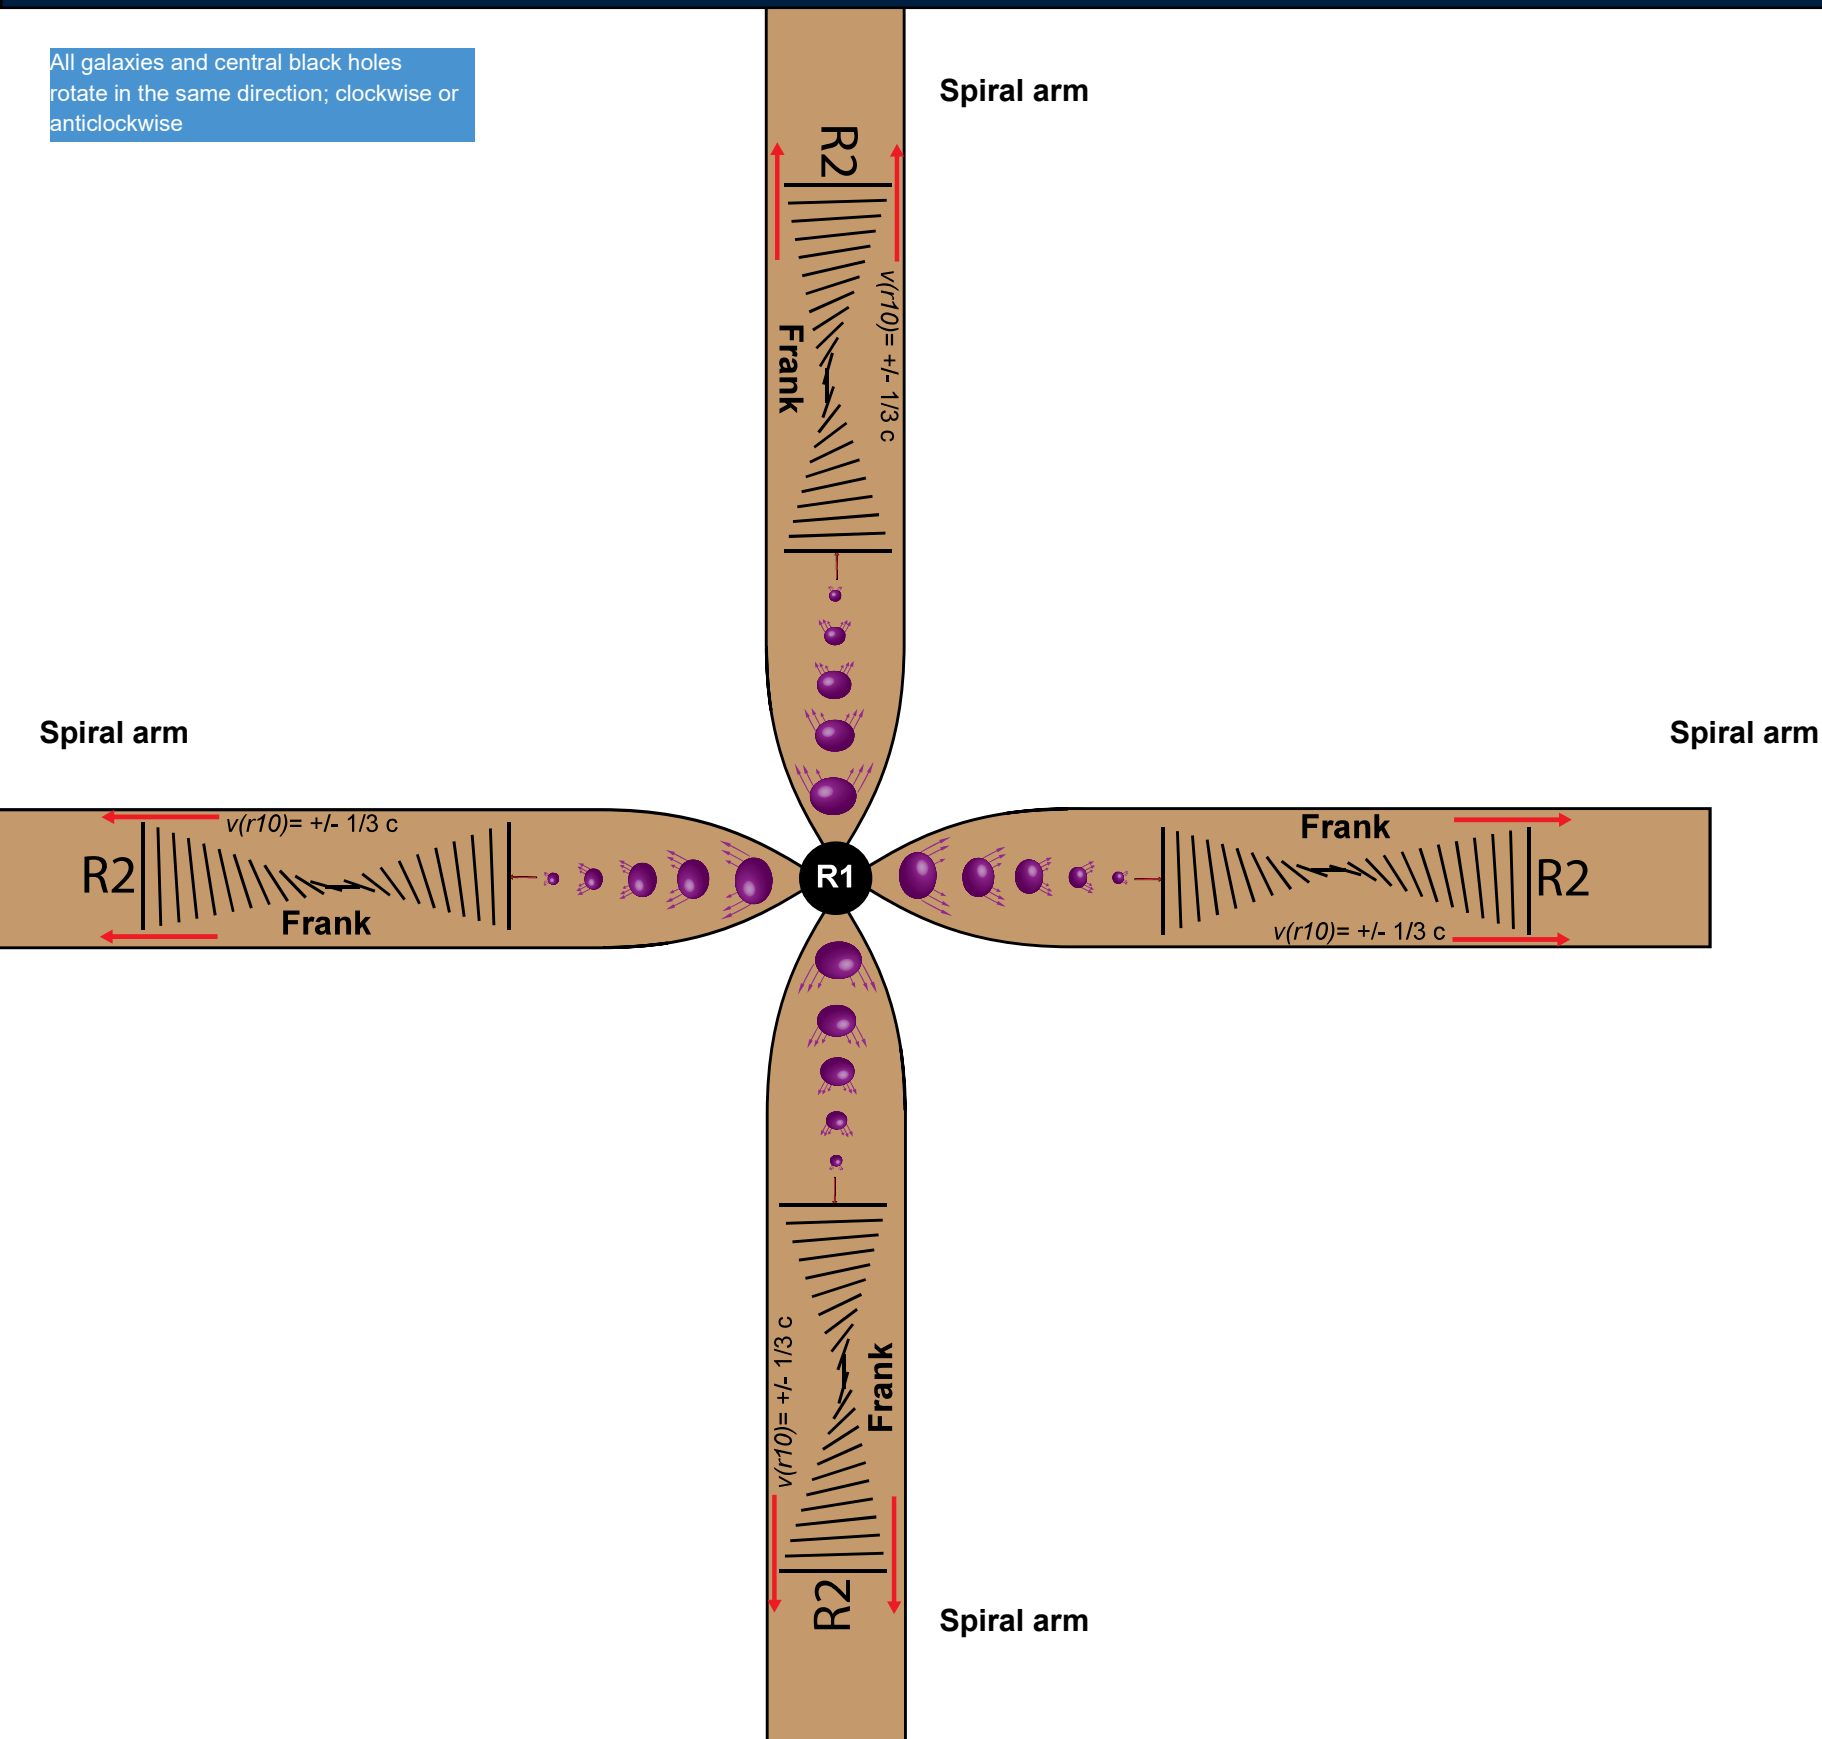 All galaxies and central black holes
rotate in the same direction; clockwise or
anticlockwise
Spiral arm
R2
v(r10)= +/- 1/3 c
Frank
Spiral arm
Spiral arm
v(r10)= +/- 1/3 c
R2
Frank
R1
Frank
R2
v(r10)= +/- 1/3 c
v(r10)= +/- 1/3 c
Frank
R2
Spiral arm